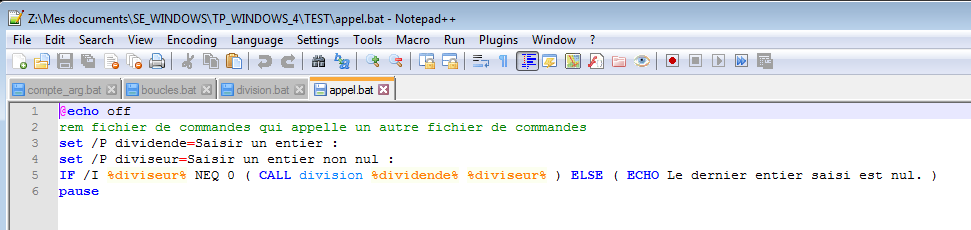 Z:\Mes documents\SE_WINDOWS\TP_WINDOWS_4\TEST\appel.bat - Notepad++
File Edit Search View Encoding Language Settings Tools Macro Run Plugins Window ?
compte_arg.bat boucles.bat division.bat appel.bat
1 @echo off
2 rem fichier de commandes qui appelle un autre fichier de commandes
3 set /P dividende=Saisir un entier :
4 set /P diviseur=Saisir un entier non nul :
5 IF /I %diviseur% NEQ 0 ( CALL division %dividende% %diviseur% ) ELSE ( ECHO Le dernier entier saisi est nul. )
6 pause